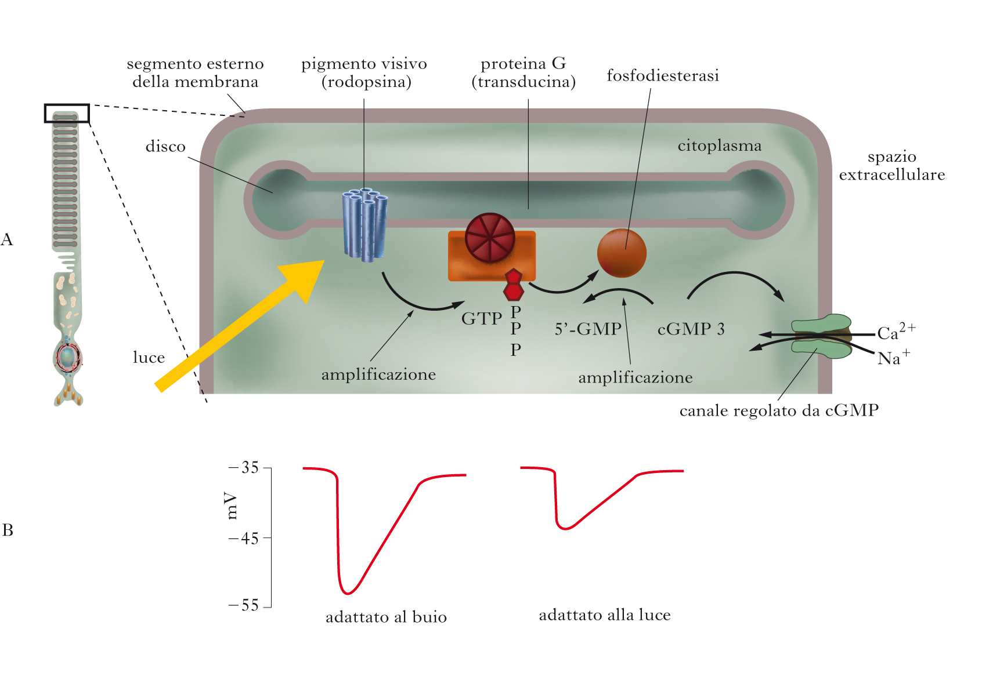 segmento esterno
della membrana
pigmento visivo
(rodopsina)
proteina G
(transducina)
fosfodiesterasi
disco
citoplasma
spazio
extracellulare
A
luce
GTP
P
P
P
5’-GMP
cGMP 3
Ca2+
Na+
amplificazione
amplificazione
canale regolato da cGMP
B
mV
−35
−45
−55
adattato al buio
adattato alla luce